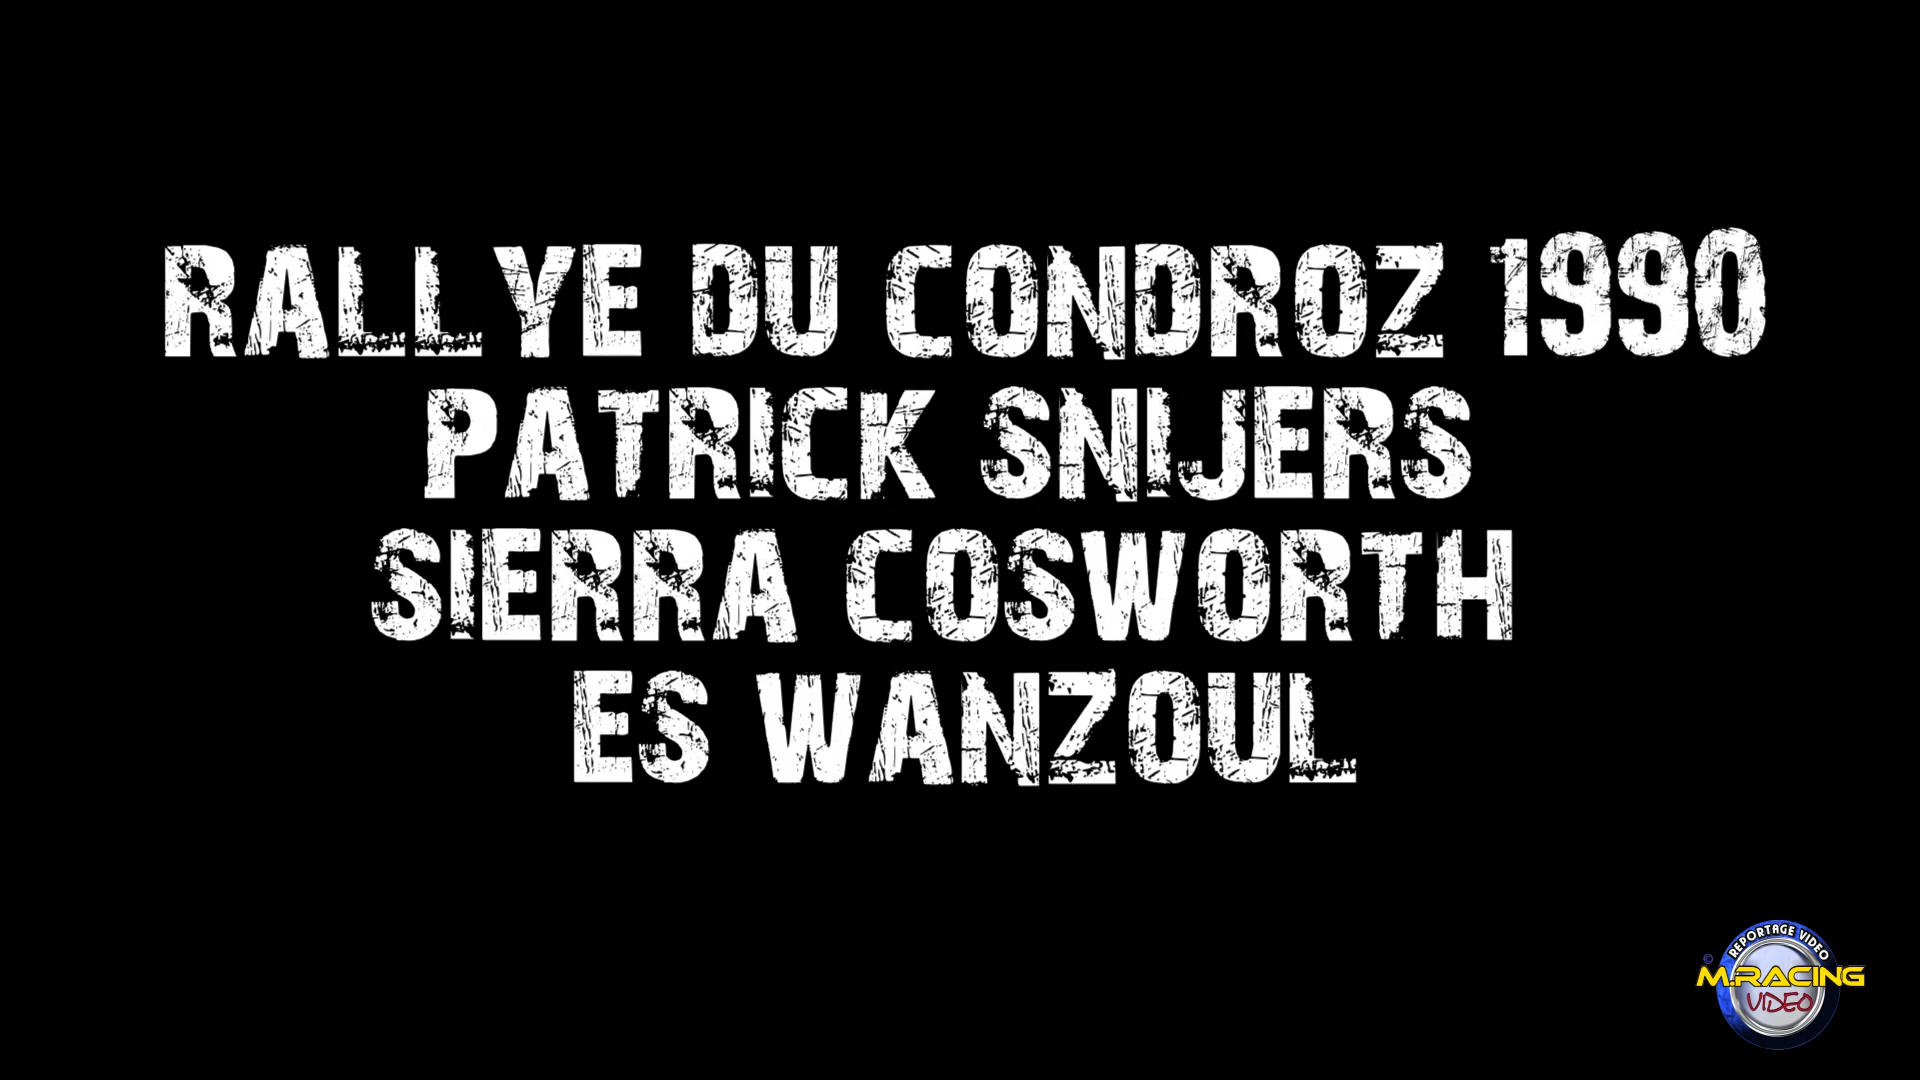 RALLYE DU CONDROZ 1990
PATRICK SNIJERS
SIERRA COSWORTH
ES WANZOUL
REPORTAGE VIDEO
© M.RACING
VIDEO